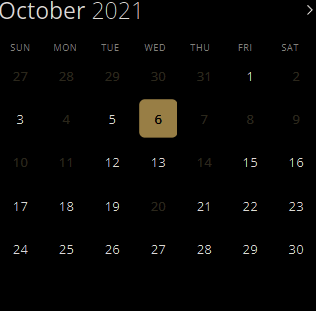 October 2021
SUN MON TUE WED THU FRI SAT
27 28 29 30 31 1 2
3 4 5 6 7 8 9
10 11 12 13 14 15 16
17 18 19 20 21 22 23
24 25 26 27 28 29 30